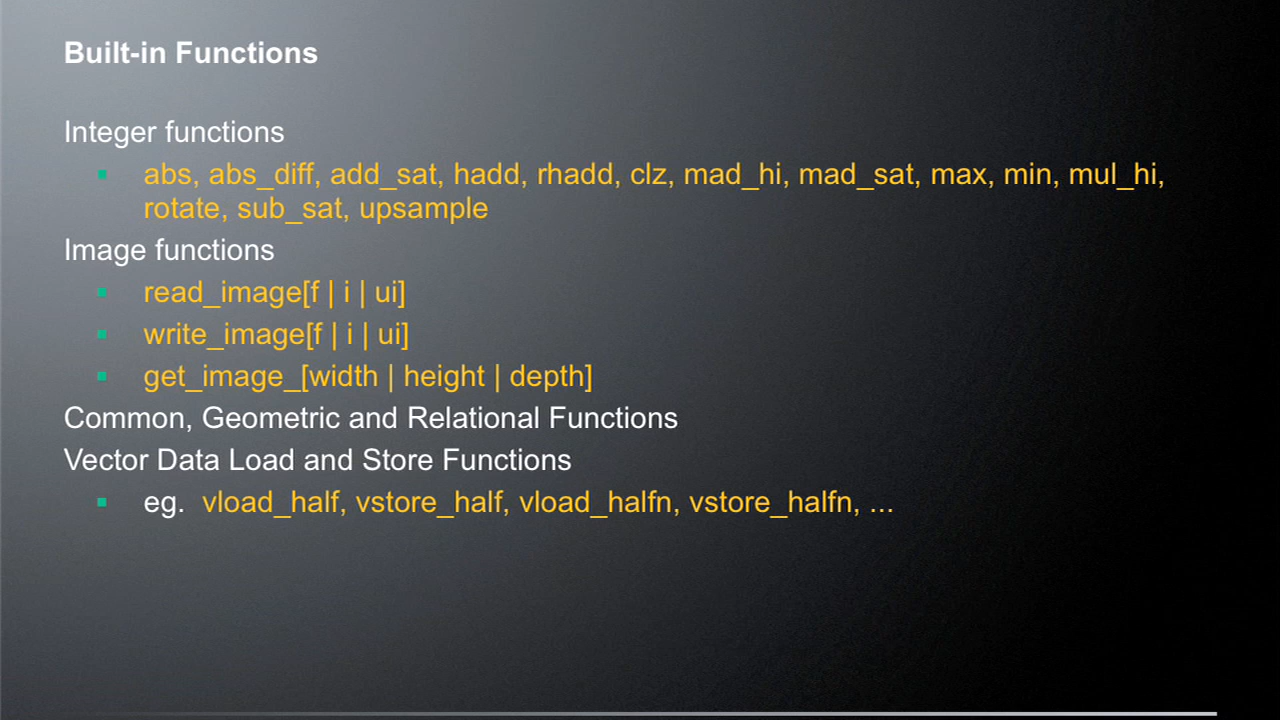 Built-in Functions
Integer functions
abs, abs_diff, add_sat, hadd, rhadd, clz, mad_hi, mad_sat, max, min, mul_hi,
rotate, sub_sat, upsample
Image functions
read_image[f | i | ui]
write_image[f | i | ui]
get_image_[width | height | depth]
Common, Geometric and Relational Functions
Vector Data Load and Store Functions
eg. vload_half, vstore_half, vload_halfn, vstore_halfn, ...